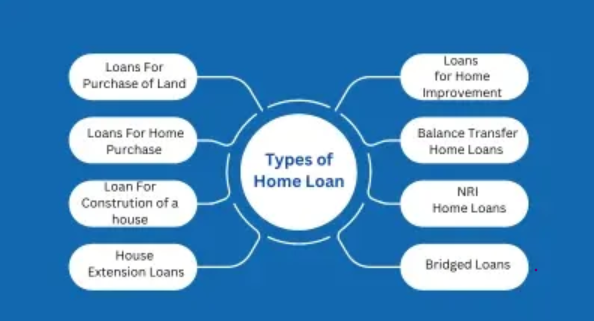 Loans For
Purchase of Land
Loans For Home
Purchase
Loan For
Constrution of a
house
House
Extension Loans
Types of
Home Loan
Loans
for Home
Improvement
Balance Transfer
Home Loans
NRI
Home Loans
Bridged Loans